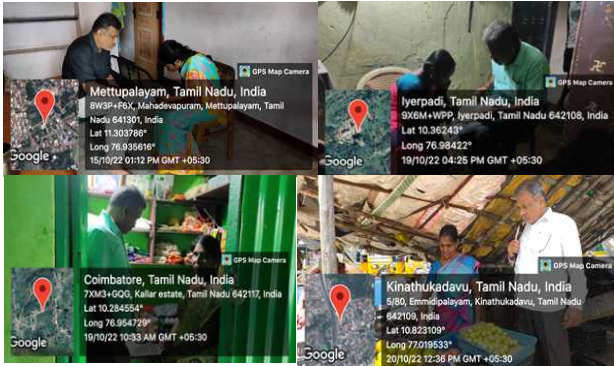 GPS Map Camera
Mettupalayam, Tamil Nadu, India
8W3P+F6X, Mahadevapuram, Mettupalayam, Tamil
Nadu 641301, India
Lat 11.303786°
Long 76.935616°
15/10/22 01:12 PM GMT +05:30
Google
GPS Map Camera
Iyerpadi, Tamil Nadu, India
9X6M+WPP, Iyerpadi, Tamil Nadu 642108, India
Lat 10.36243°
Long 76.98422°
19/10/22 04:25 PM GMT +05:30
Google
GPS Map Camera
Coimbatore, Tamil Nadu, India
7XM3+GQG, Kallar estate, Tamil Nadu 642117, India
Lat 10.284554°
Long 76.954729°
19/10/22 10:33 AM GMT +05:30
Google
GPS Map Camera
Kinathukadavu, Tamil Nadu, India
5/80, Emmidipalayam, Kinathukadavu, Tamil Nadu
642109, India
Lat 10.823109°
Long 77.019533°
20/10/22 12:36 PM GMT +05:30
Google